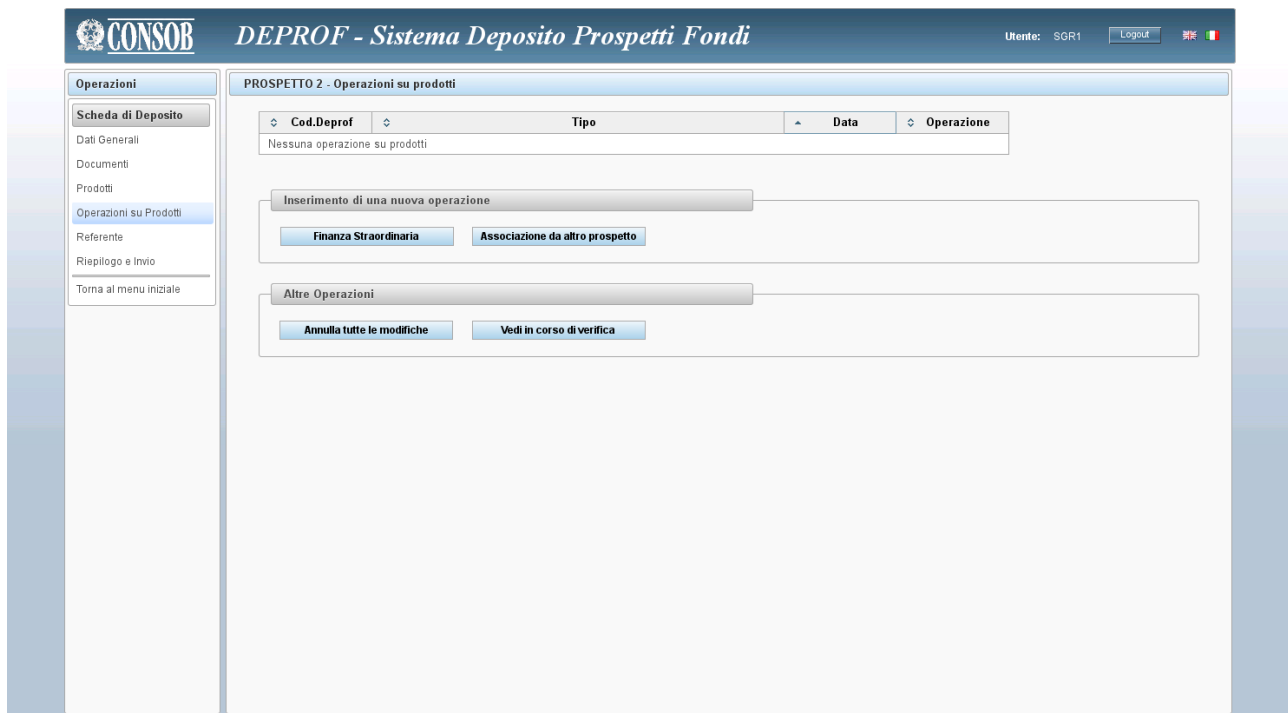 CONSOB
DEPROF - Sistema Deposito Prospetti Fondi
Utente: SGR1
Logout
Operazioni
Scheda di Deposito
Dati Generali
Documenti
Prodotti
Operazioni su Prodotti
Referente
Riepilogo e Invio
Torna al menu iniziale
PROSPETTO 2 - Operazioni su prodotti
Cod.Deprof Tipo Data Operazione
Nessuna operazione su prodotti
Inserimento di una nuova operazione
Finanza Straordinaria Associazione da altro prospetto
Altre Operazioni
Annulla tutte le modifiche Vedi in corso di verifica